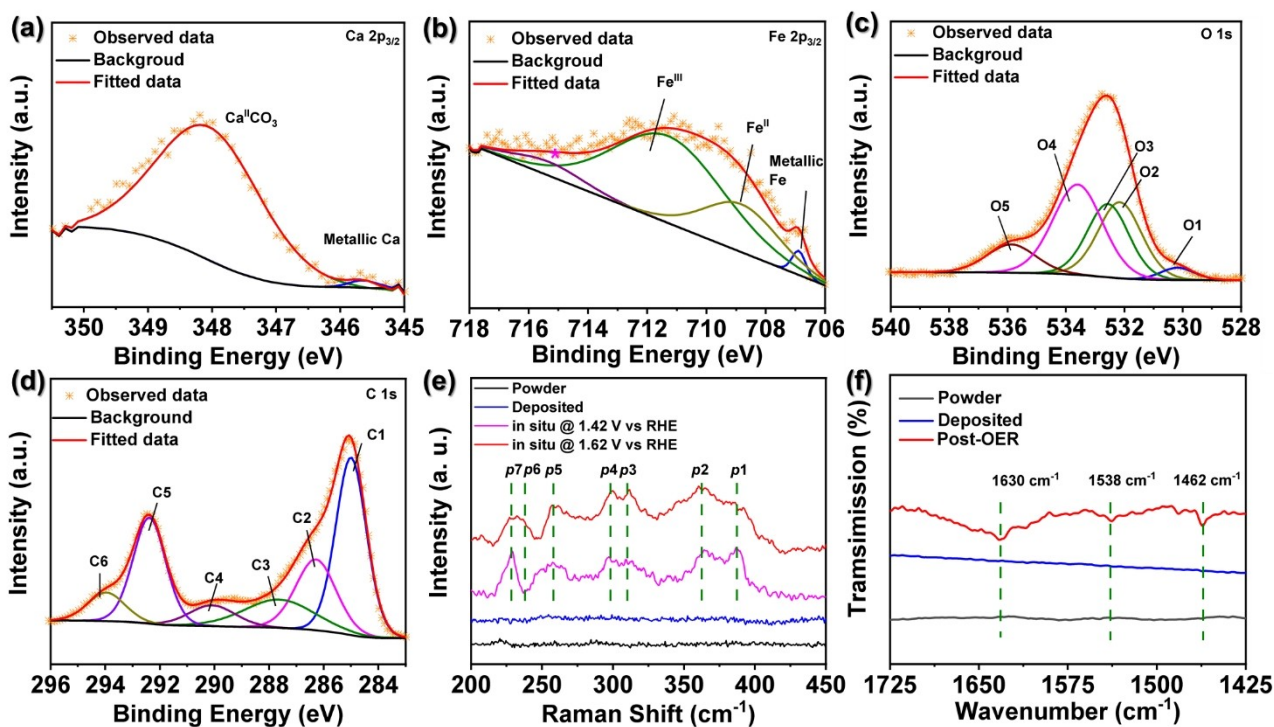 (a)
Observed data
Backgroud
Fitted data
Ca 2p3/2
CaIICO3
Metallic Ca
Intensity (a.u.)
350 349 348 347 346 345
Binding Energy (eV)
(b)
Observed data
Backgroud
Fitted data
Fe 2p3/2
FeIII
FeII
Metallic
Fe
*
Intensity (a.u.)
718 716 714 712 710 708 706
Binding Energy (eV)
(c)
Observed data
Backgroud
Fitted data
O 1s
O4
O3
O2
O5
O1
Intensity (a.u.)
540 538 536 534 532 530 528
Binding Energy (eV)
(d)
Observed data
Background
Fitted data
C 1s
C1
C5
C2
C6
C4
C3
Intensity (a.u.)
296 294 292 290 288 286 284
Binding Energy (eV)
(e)
Powder
Deposited
in situ @ 1.42 V vs RHE
in situ @ 1.62 V vs RHE
p7 p6 p5 p4 p3 p2 p1
Intensity (a. u.)
200 250 300 350 400 450
Raman Shift (cm-1)
(f)
Powder
Deposited
Post-OER
1630 cm-1 1538 cm-1 1462 cm-1
Tramsimission (%)
1725 1650 1575 1500 1425
Wavenumber (cm-1)